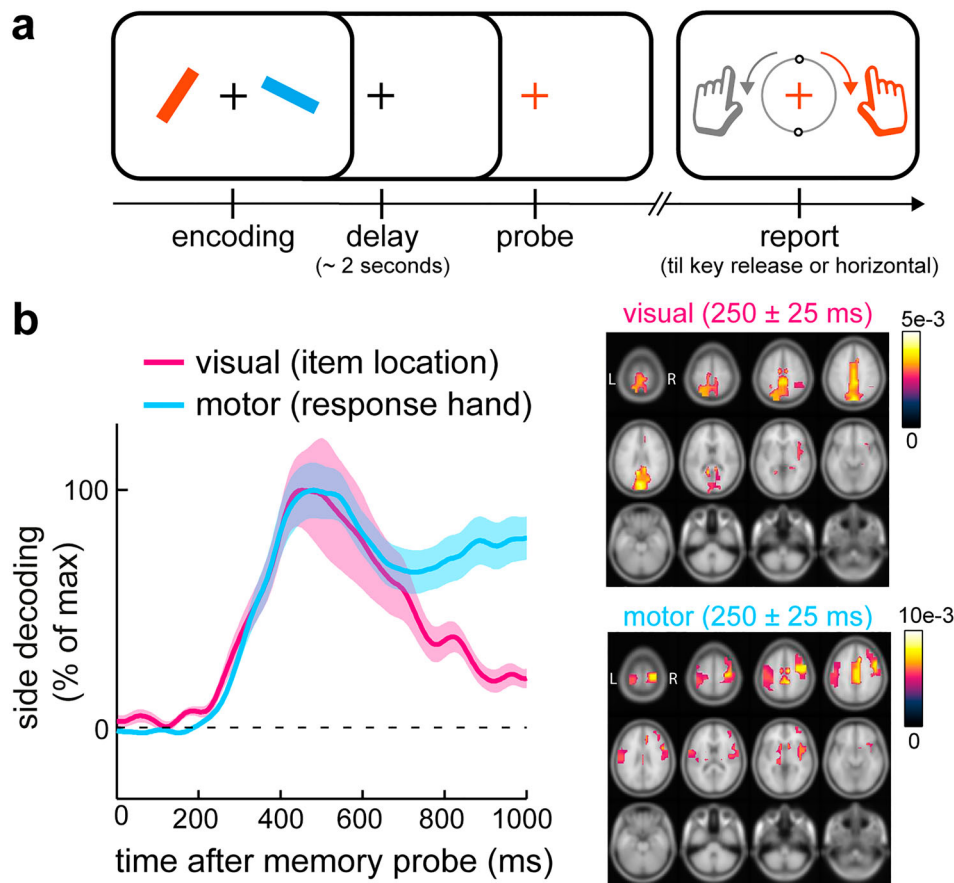 a
encoding
delay
(~ 2 seconds)
probe
report
(til key release or horizontal)
b
visual (item location)
motor (response hand)
side decoding
(% of max)
100
0
0
200
400
600
800
1000
time after memory probe (ms)
visual (250 ± 25 ms)
L
R
5e-3
0
motor (250 ± 25 ms)
L
R
10e-3
0